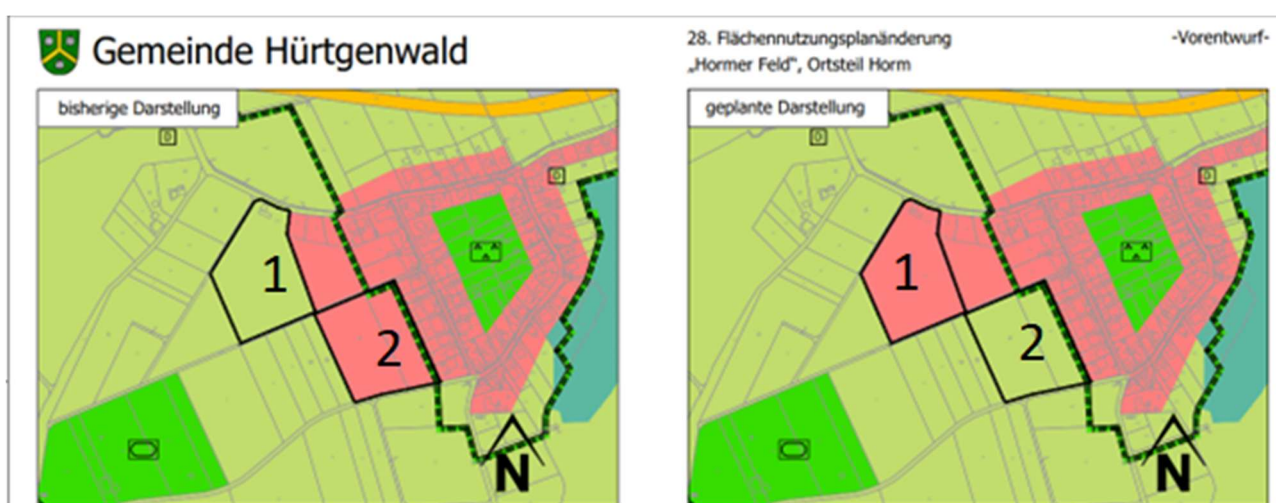 Gemeinde Hürtgenwald
28. Flächennutzungsplanänderung
-Vorentwurf-
„Hormer Feld", Ortsteil Horm
bisherige Darstellung
D
D
1
2
N
geplante Darstellung
D
D
1
2
N